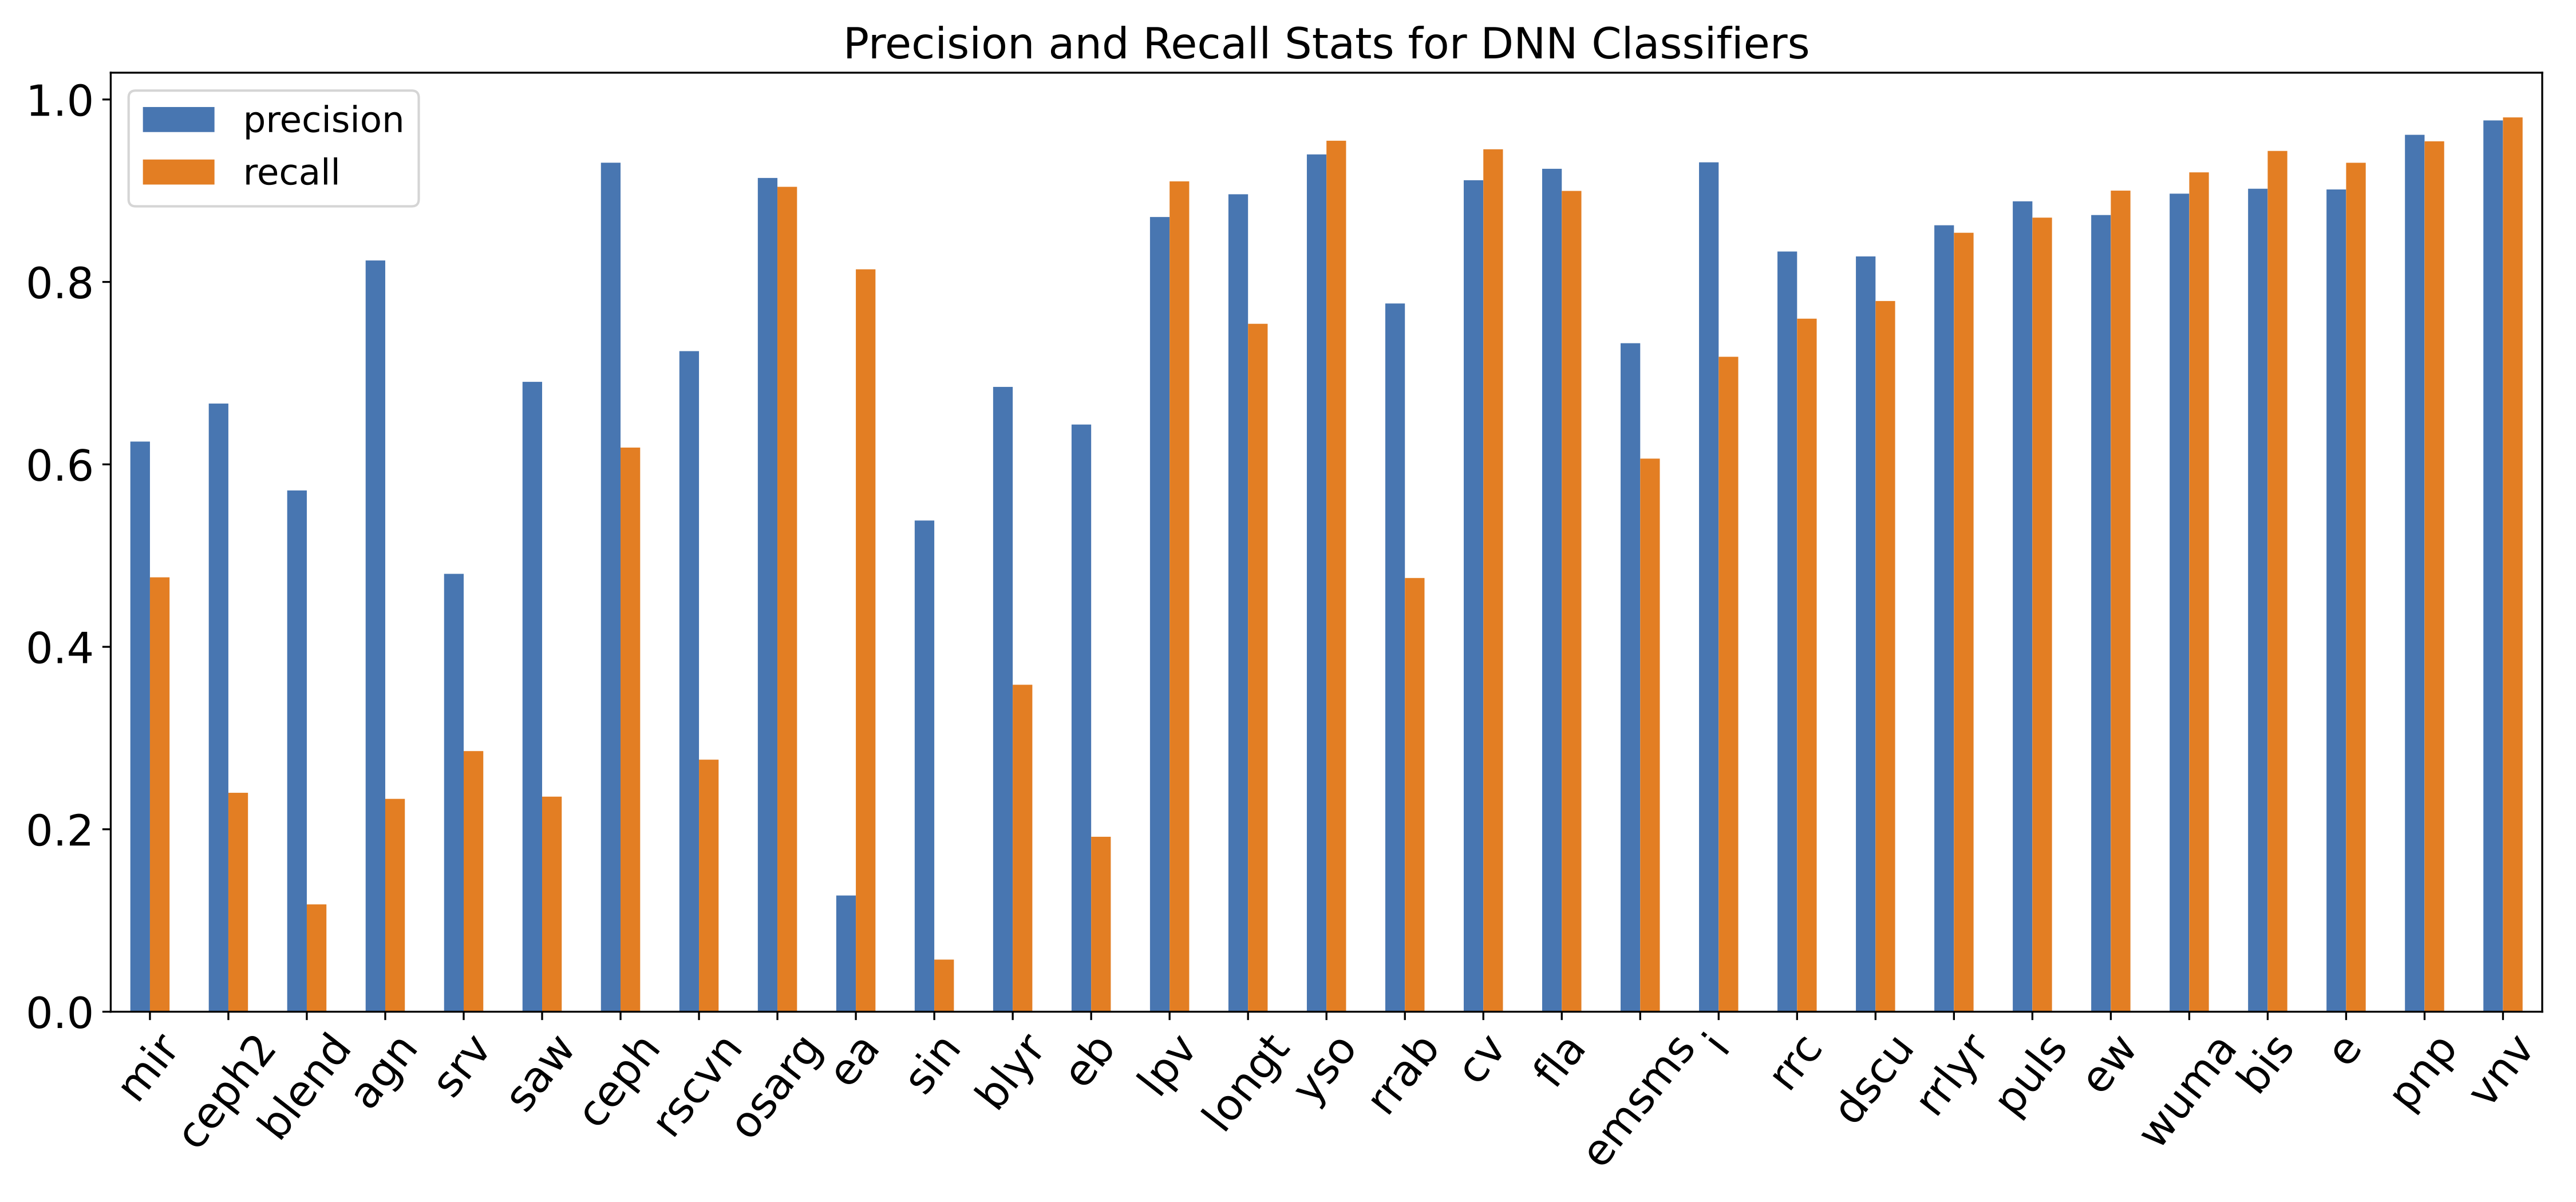 Precision and Recall Stats for DNN Classifiers
precision
recall
1.0
0.8
0.6
0.4
0.2
0.0
mir
ceph2
blend
agn
srv
saw
ceph
rscvn
osarg
ea
sin
blyr
eb
lpv
longt
yso
rrab
cv
fla
emsms
i
rrc
dscu
rrlyr
puls
ew
wuma
bis
e
pnp
vnv